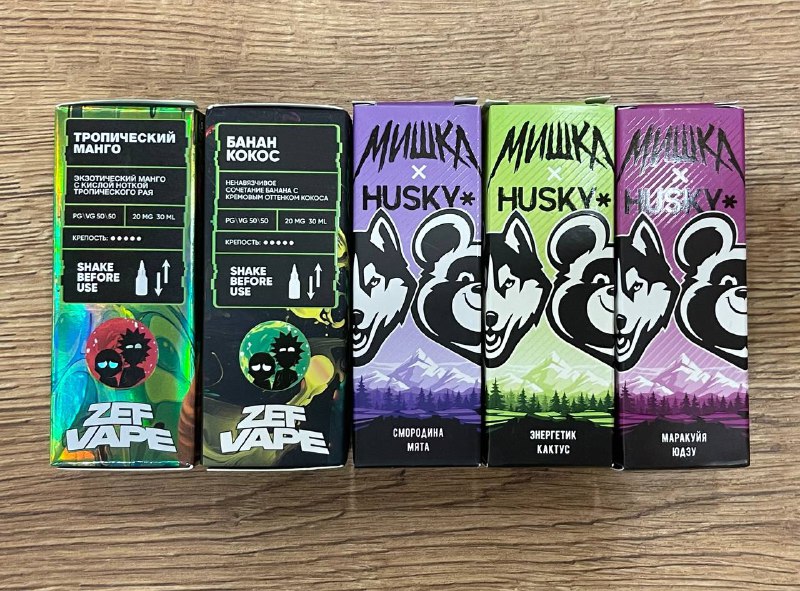 ТРОПИЧЕСКИЙ
МАНГО
ЭКЗОТИЧЕСКИЙ МАНГО
С КИСЛОЙ НОТКОЙ
ТРОПИЧЕСКОГО РАЯ
PG\VG 50\50
20 MG 30 ML
КРЕПОСТЬ: •••••
SHAKE
BEFORE
USE
ZEF
VAPE
БАНАН
КОКОС
НЕНАВЯЗЧИВОЕ
СОЧЕТАНИЕ БАНАНА С
КРЕМОВЫМ ОТТЕНКОМ КОКОСА
PG\VG 50\50
20 MG 30 ML
КРЕПОСТЬ: •••••
SHAKE
BEFORE
USE
ZEF
VAPE
МИШКА
×
HUSKY*
СМОРОДИНА
МЯТА
МИШКА
×
HUSKY*
ЭНЕРГЕТИК
КАКТУС
МИШКА
×
HUSKY*
МАРАКУЙЯ
ЮДЗУ